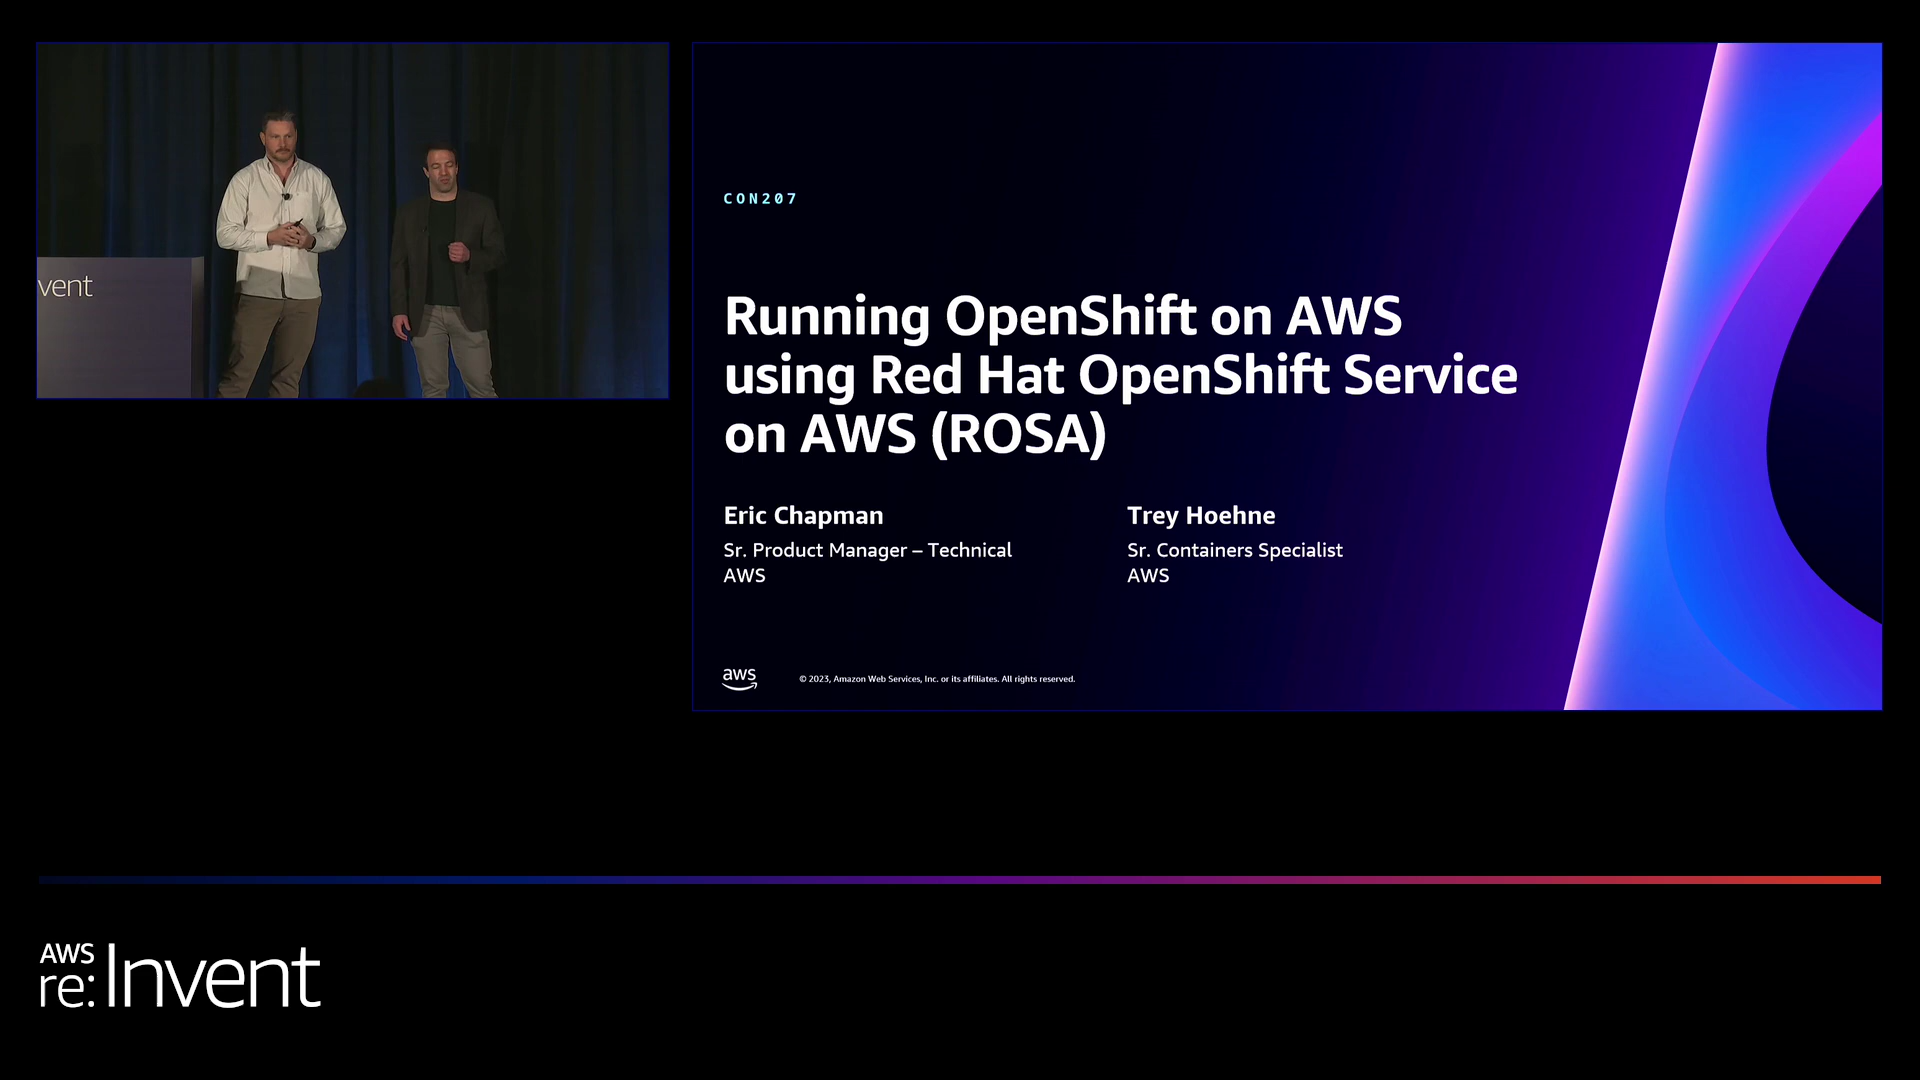 vent
CON207
Running OpenShift on AWS
using Red Hat OpenShift Service
on AWS (ROSA)
Eric Chapman
Sr. Product Manager – Technical
AWS
Trey Hoehne
Sr. Containers Specialist
AWS
aws
© 2023, Amazon Web Services, Inc. or its affiliates. All rights reserved.
AWS
re:Invent